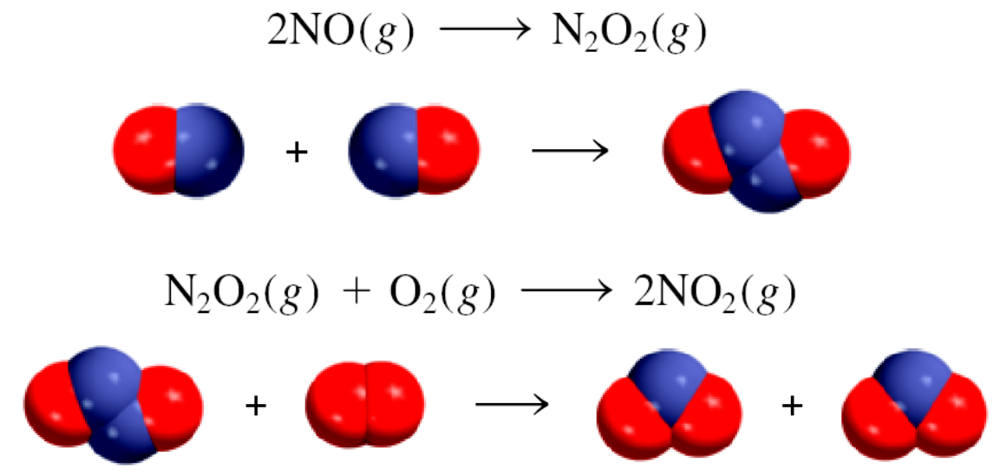 2NO(g) ⟶ N₂O₂(g)
+ ⟶
N₂O₂(g) + O₂(g) ⟶ 2NO₂(g)
+ ⟶ +